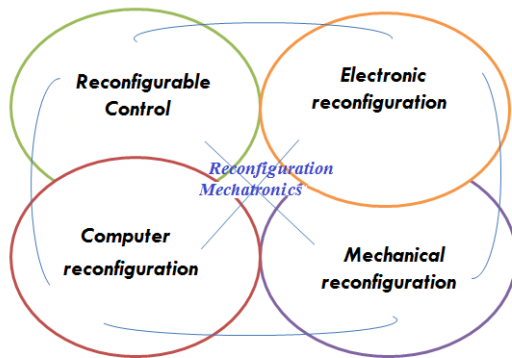 Reconfigurable
Control
Electronic
reconfiguration
Reconfiguration
Mechatronics
Computer
reconfiguration
Mechanical
reconfiguration